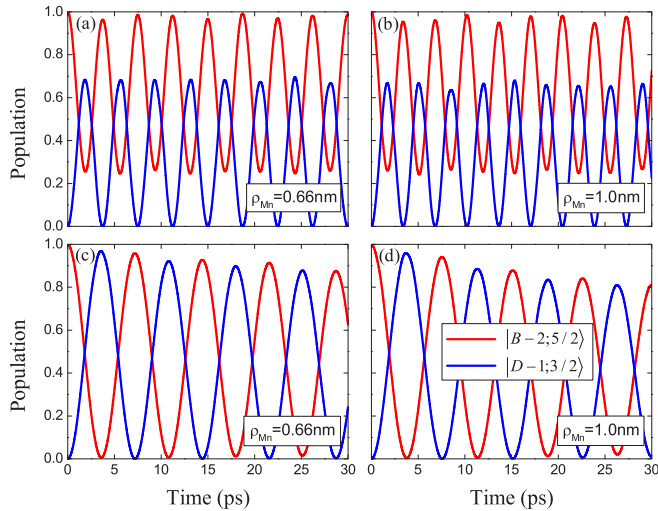 (a)
(b)
1.0
0.8
0.6
0.4
0.2
0.0
Population
ρMn=0.66nm
ρMn=1.0nm
(c)
(d)
1.0
0.8
0.6
0.4
0.2
0.0
Population
|B − 2; 5 / 2⟩
|D − 1; 3 / 2⟩
ρMn=0.66nm
ρMn=1.0nm
0 5 10 15 20 25 30
0 5 10 15 20 25 30
Time (ps)
Time (ps)